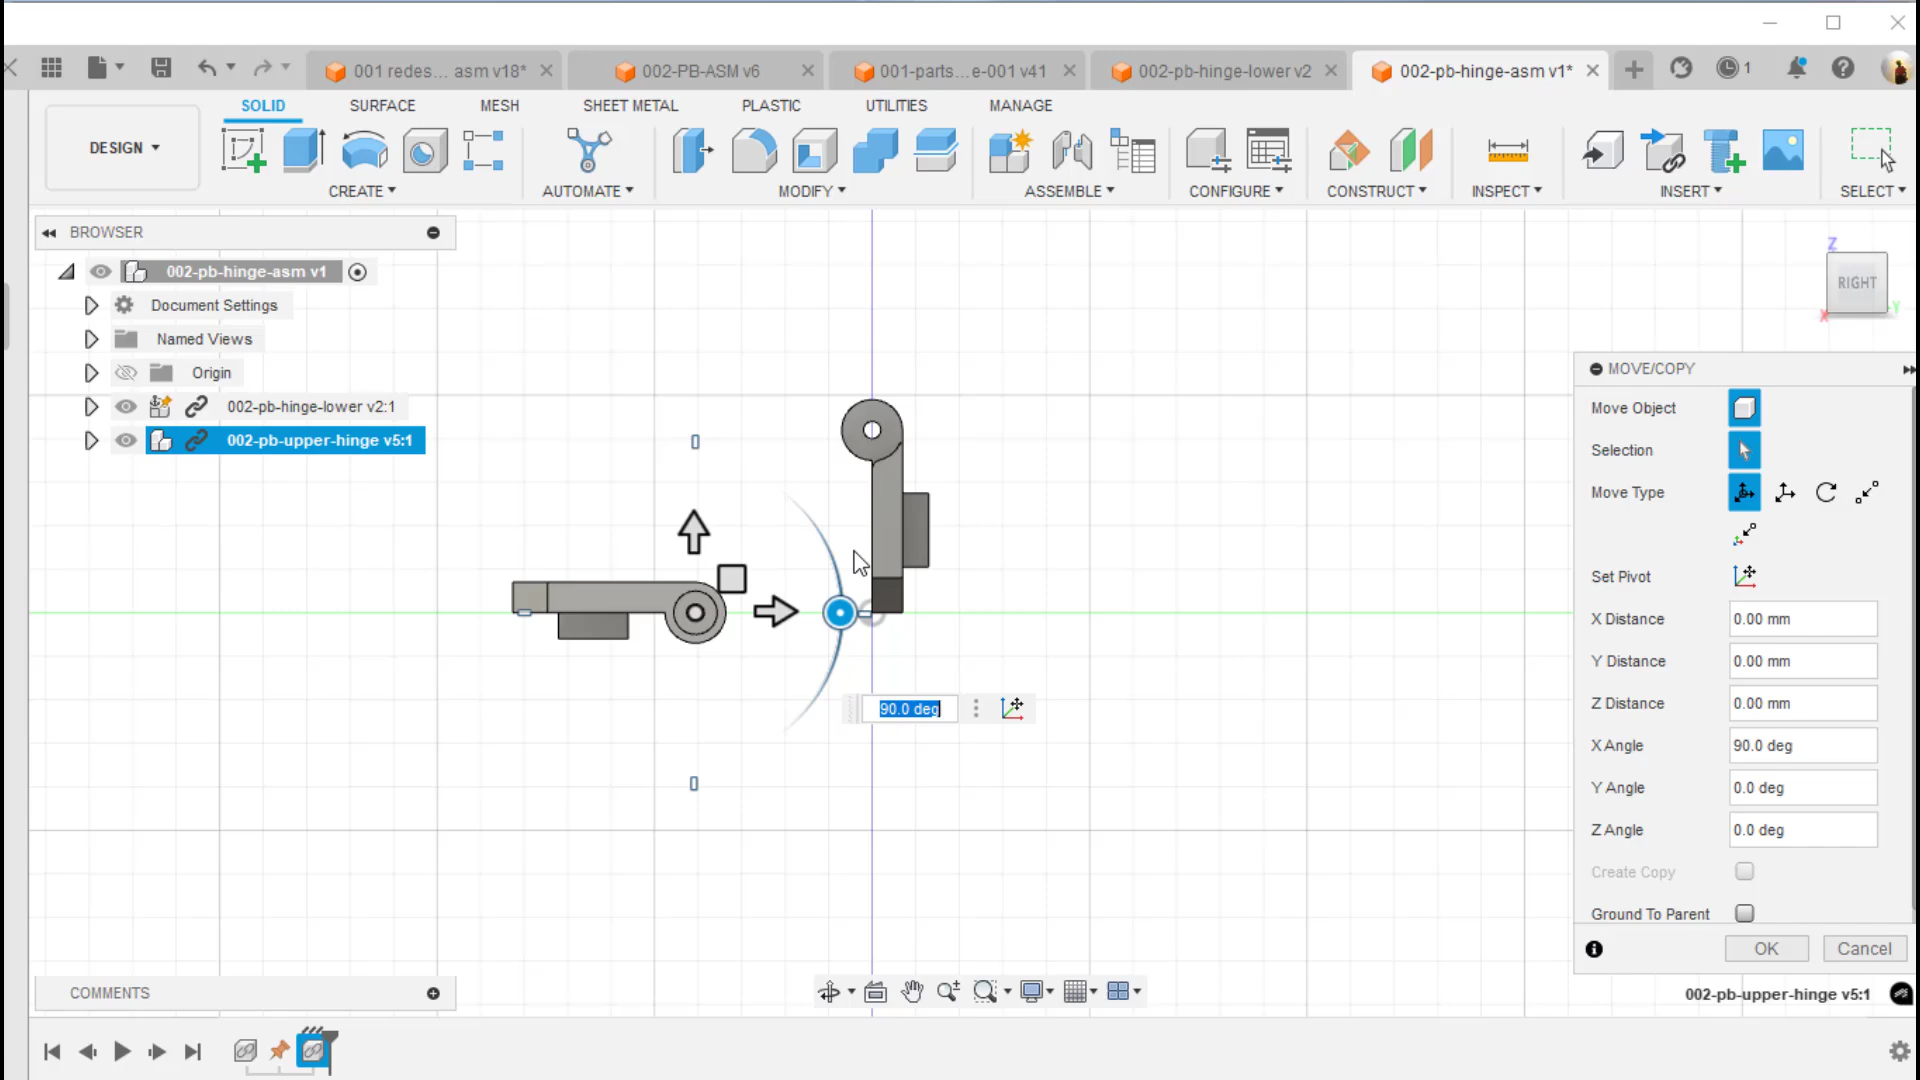 001 redes... asm v18*
002-PB-ASM v6
001-parts...e-001 v41
002-pb-hinge-lower v2
002-pb-hinge-asm v1*
1
SOLID
SURFACE
MESH
SHEET METAL
PLASTIC
UTILITIES
MANAGE
DESIGN
CREATE
AUTOMATE
MODIFY
ASSEMBLE
CONFIGURE
CONSTRUCT
INSPECT
INSERT
SELECT
BROWSER
002-pb-hinge-asm v1
Document Settings
Named Views
Origin
002-pb-hinge-lower v2:1
002-pb-upper-hinge v5:1
Z
RIGHT
X
Y
MOVE/COPY
Move Object
Selection
Move Type
Set Pivot
X Distance 0.00 mm
Y Distance 0.00 mm
Z Distance 0.00 mm
X Angle 90.0 deg
Y Angle 0.0 deg
Z Angle 0.0 deg
Create Copy
Ground To Parent
OK
Cancel
90.0 deg
COMMENTS
002-pb-upper-hinge v5:1